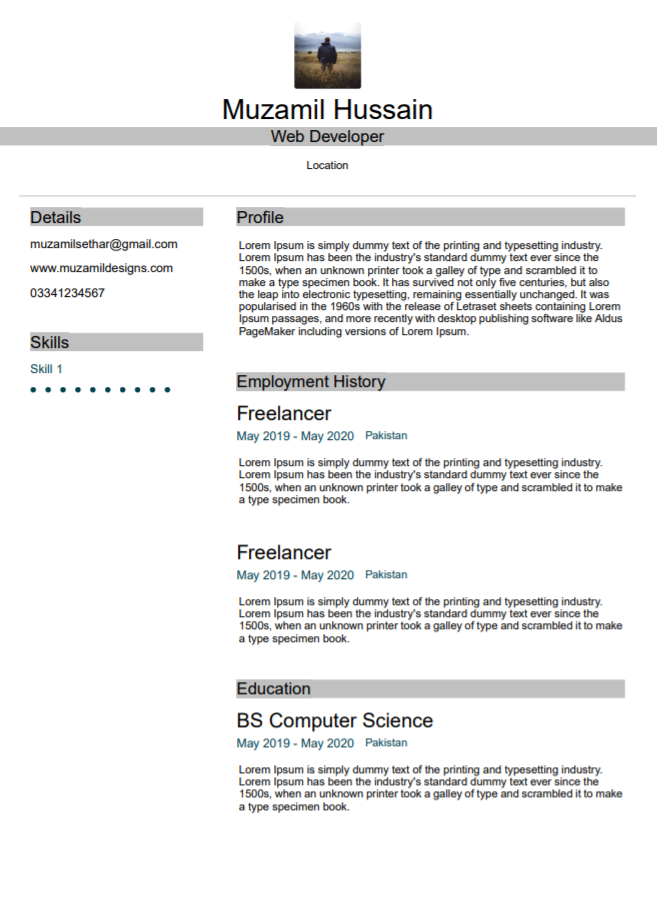 Muzamil Hussain
Web Developer
Location
Details
muzamilsethar@gmail.com
www.muzamildesigns.com
03341234567
Skills
Skill 1
Profile
Lorem Ipsum is simply dummy text of the printing and typesetting industry.
Lorem Ipsum has been the industry's standard dummy text ever since the
1500s, when an unknown printer took a galley of type and scrambled it to
make a type specimen book. It has survived not only five centuries, but also
the leap into electronic typesetting, remaining essentially unchanged. It was
popularised in the 1960s with the release of Letraset sheets containing Lorem
Ipsum passages, and more recently with desktop publishing software like Aldus
PageMaker including versions of Lorem Ipsum.
Employment History
Freelancer
May 2019 - May 2020 Pakistan
Lorem Ipsum is simply dummy text of the printing and typesetting industry.
Lorem Ipsum has been the industry's standard dummy text ever since the
1500s, when an unknown printer took a galley of type and scrambled it to make
a type specimen book.
Freelancer
May 2019 - May 2020 Pakistan
Lorem Ipsum is simply dummy text of the printing and typesetting industry.
Lorem Ipsum has been the industry's standard dummy text ever since the
1500s, when an unknown printer took a galley of type and scrambled it to make
a type specimen book.
Education
BS Computer Science
May 2019 - May 2020 Pakistan
Lorem Ipsum is simply dummy text of the printing and typesetting industry.
Lorem Ipsum has been the industry's standard dummy text ever since the
1500s, when an unknown printer took a galley of type and scrambled it to make
a type specimen book.